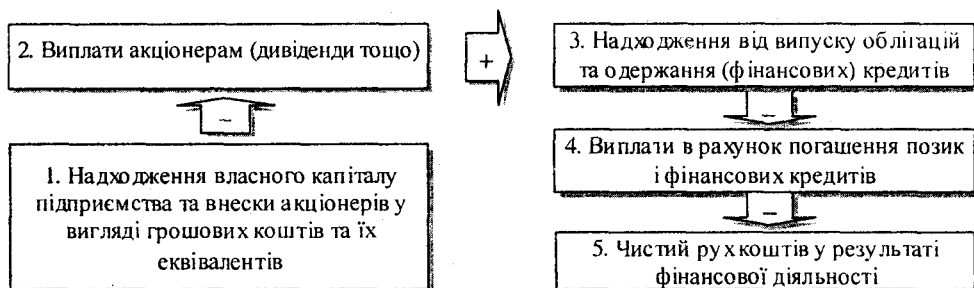 2. Виплати акціонерам (дивіденди тощо)
+
3. Надходження від випуску облігацій
та одержання (фінансових) кредитів
–
–
1. Надходження власного капіталу
підприємства та внески акціонерів у
вигляді грошових коштів та їх
еквівалентів
4. Виплати в рахунок погашення позик
і фінансових кредитів
–
5. Чистий рух коштів у результаті
фінансової діяльності